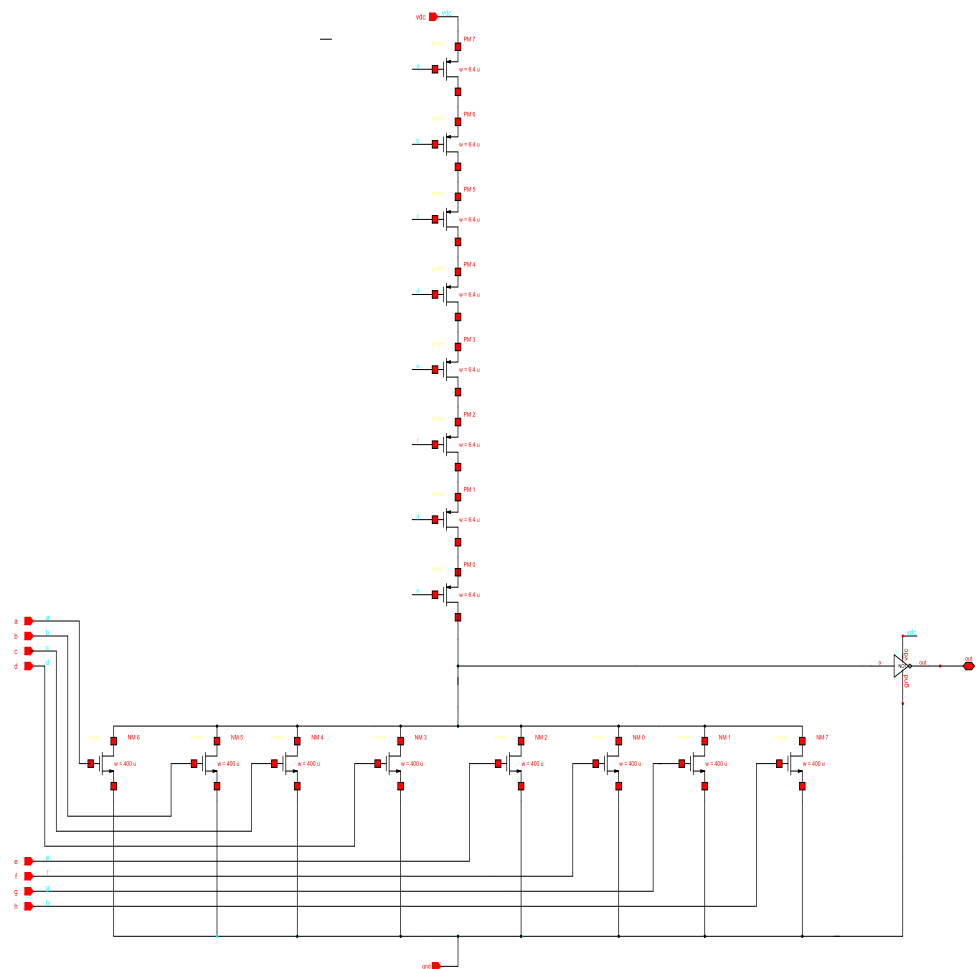 vdc vdc
PM 7
w = 6.4 u
PM 6
w = 6.4 u
PM 5
w = 6.4 u
PM 4
d
w = 6.4 u
PM 3
w = 6.4 u
PM 2
f
w = 6.4 u
PM 1
g
w = 6.4 u
PM 0
w = 6.4 u
a a
b b
c c
d d
vdc
vdc
a
NOT
out
out
gnd
NM 6
NM 5
NM 4
NM 3
NM 2
NM 0
NM 1
NM 7
w = 400 u
w = 400 u
w = 400 u
w = 400 u
w = 400 u
w = 400 u
w = 400 u
w = 400 u
e e
f f
g g
h h
gnd